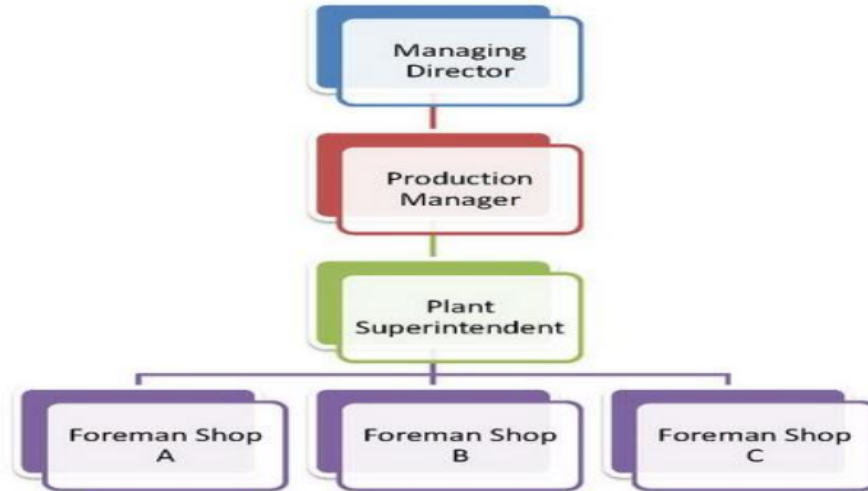 Managing
Director
Production
Manager
Plant
Superintendent
Foreman Shop
A
Foreman Shop
B
Foreman Shop
C